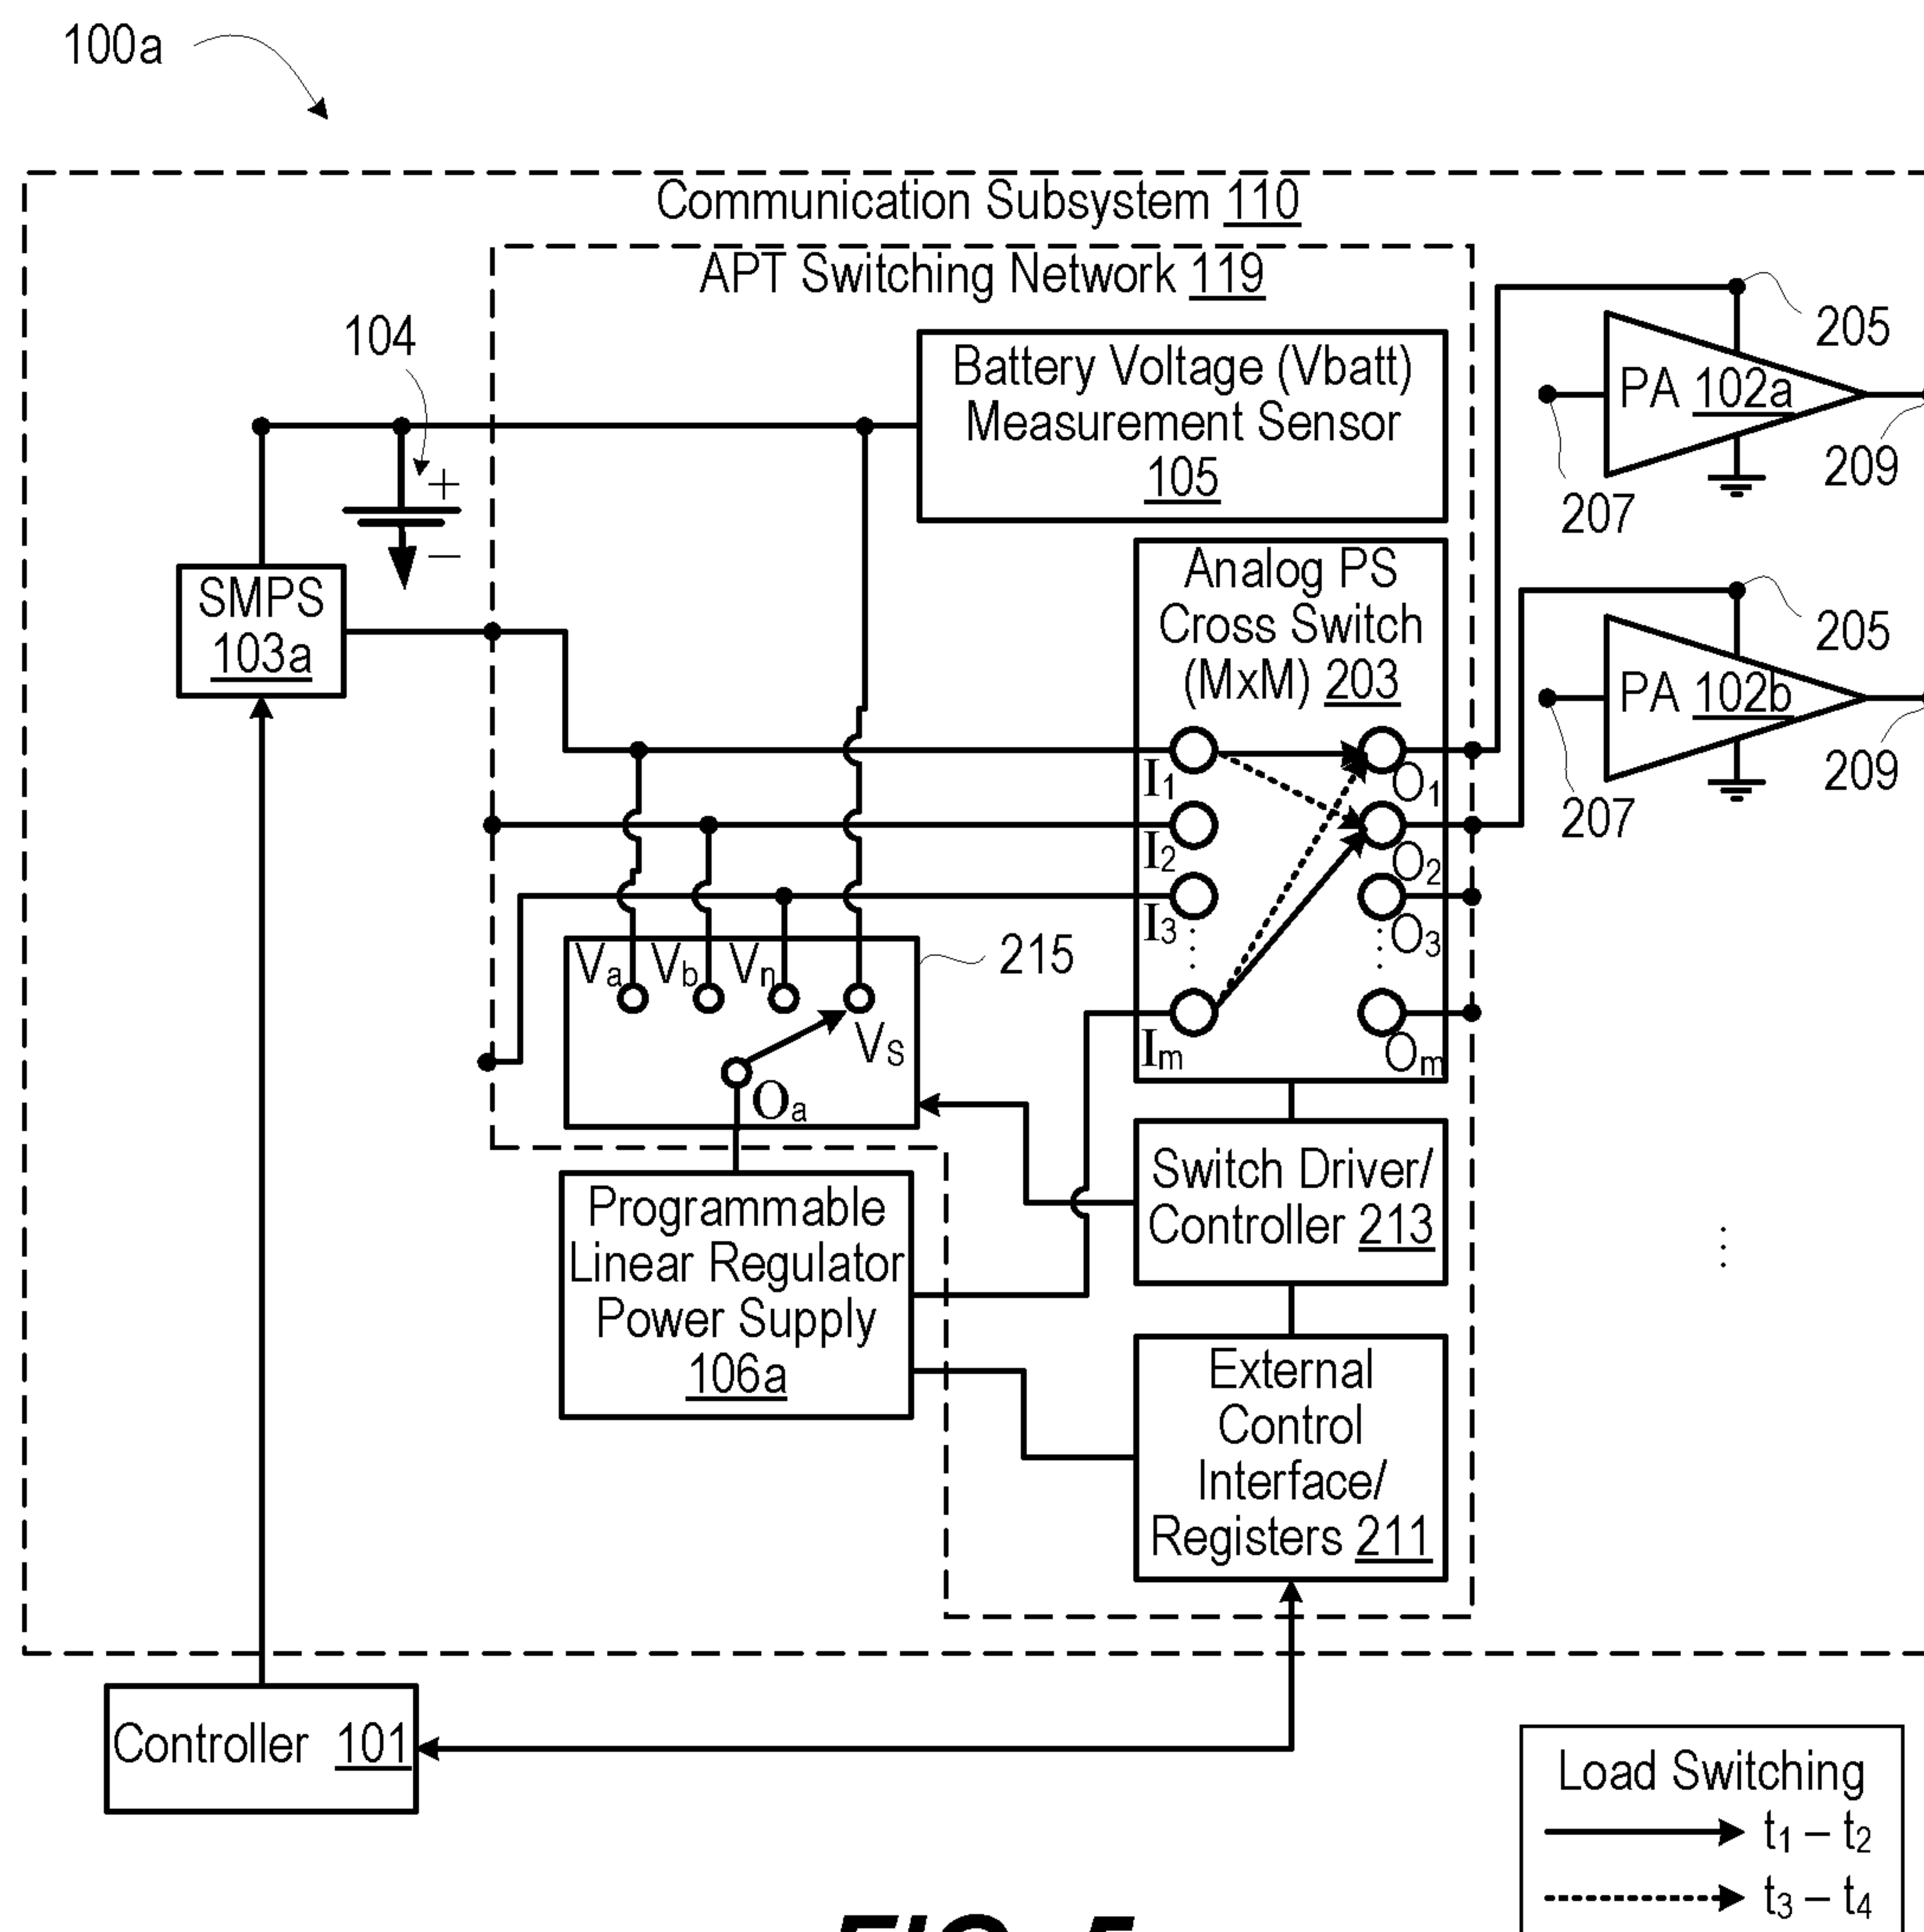 100a
Communication Subsystem 110
APT Switching Network 119
104
+
–
Battery Voltage (Vbatt)
Measurement Sensor
105
205
PA 102a
207
209
SMPS
103a
Analog PS
Cross Switch
(MxM) 203
205
PA 102b
207
209
I1
O1
I2
O2
I3
O3
⋮
⋮
Im
Om
Va
Vb
Vn
215
VS
Oa
Switch Driver/
Controller 213
⋮
Programmable
Linear Regulator
Power Supply
106a
External
Control
Interface/
Registers 211
Controller 101
Load Switching
t1 – t2
t3 – t4
FIG. 5